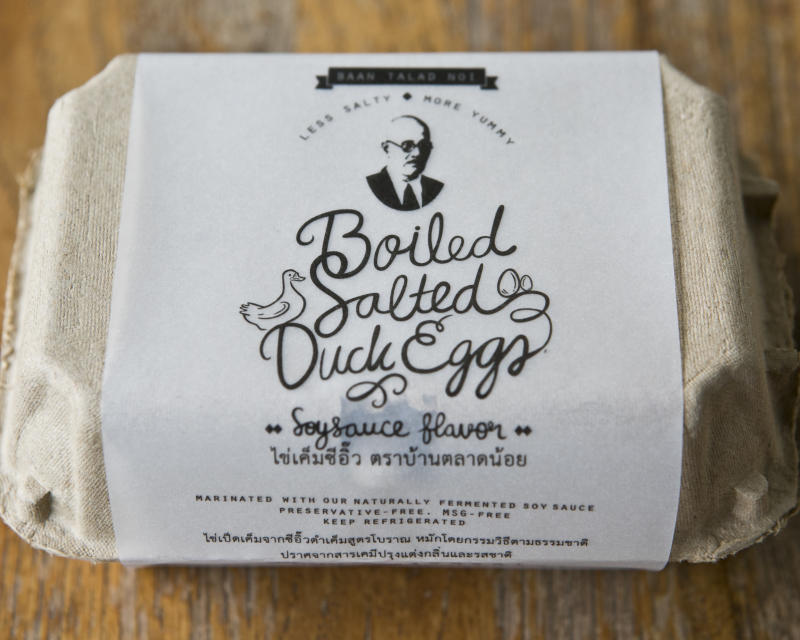 BAAN TALAD NOI
LESS SALTY ◆ MORE YUMMY
Boiled
Salted
Duck Eggs
Soysauce flavor
ไข่เค็มซีอิ๊ว ตราบ้านตลาดน้อย
MARINATED WITH OUR NATURALLY FERMENTED SOY SAUCE
PRESERVATIVE-FREE. MSG-FREE
KEEP REFRIGERATED
ไข่เป็ดเค็มจากซีอิ๊วดำเค็มสูตรโบราณ หมักโดยกรรมวิธีตามธรรมชาติ
ปราศจากสารเคมีปรุงแต่งกลิ่นและรสชาติ